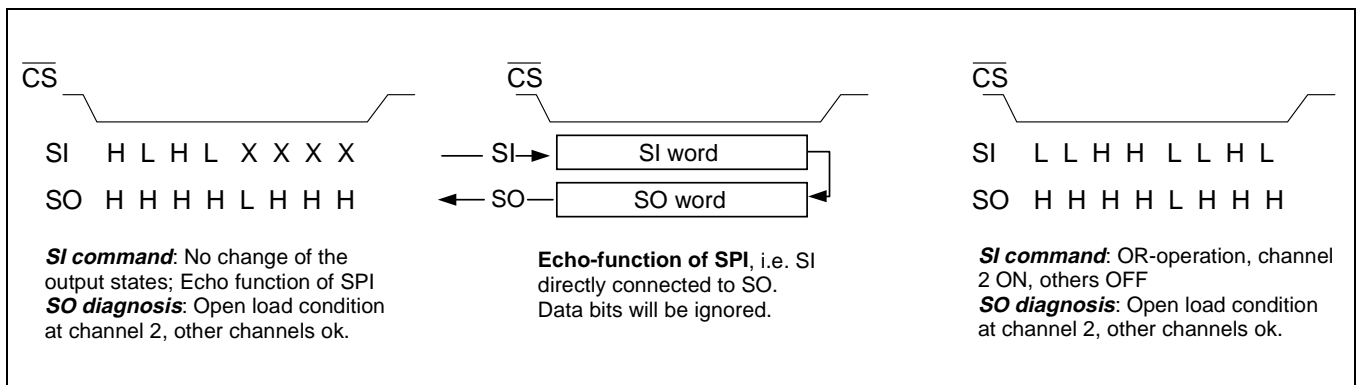 CS
SI H L H L X X X X
SO H H H H L H H H
SI command: No change of the
output states; Echo function of SPI
SO diagnosis: Open load condition
at channel 2, other channels ok.
CS
SI SI word
SO SO word
Echo-function of SPI, i.e. SI
directly connected to SO.
Data bits will be ignored.
CS
SI L L H H L L H L
SO H H H H L H H H
SI command: OR-operation, channel
2 ON, others OFF
SO diagnosis: Open load condition
at channel 2, other channels ok.